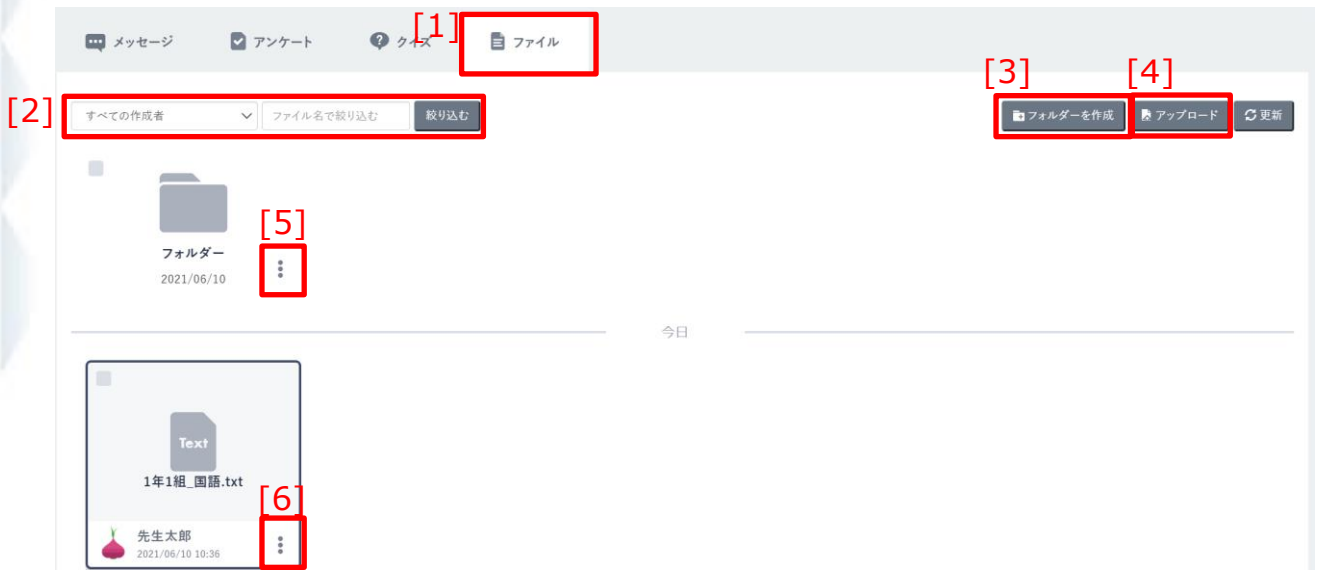 [1]
メッセージ アンケート クイズ ファイル
[3] [4]
[2] すべての作成者 ファイル名で絞り込む 絞り込む フォルダーを作成 アップロード 更新
[5]
フォルダー
2021/06/10
今日
Text
1年1組_国語.txt
[6]
先生太郎
2021/06/10 10:36